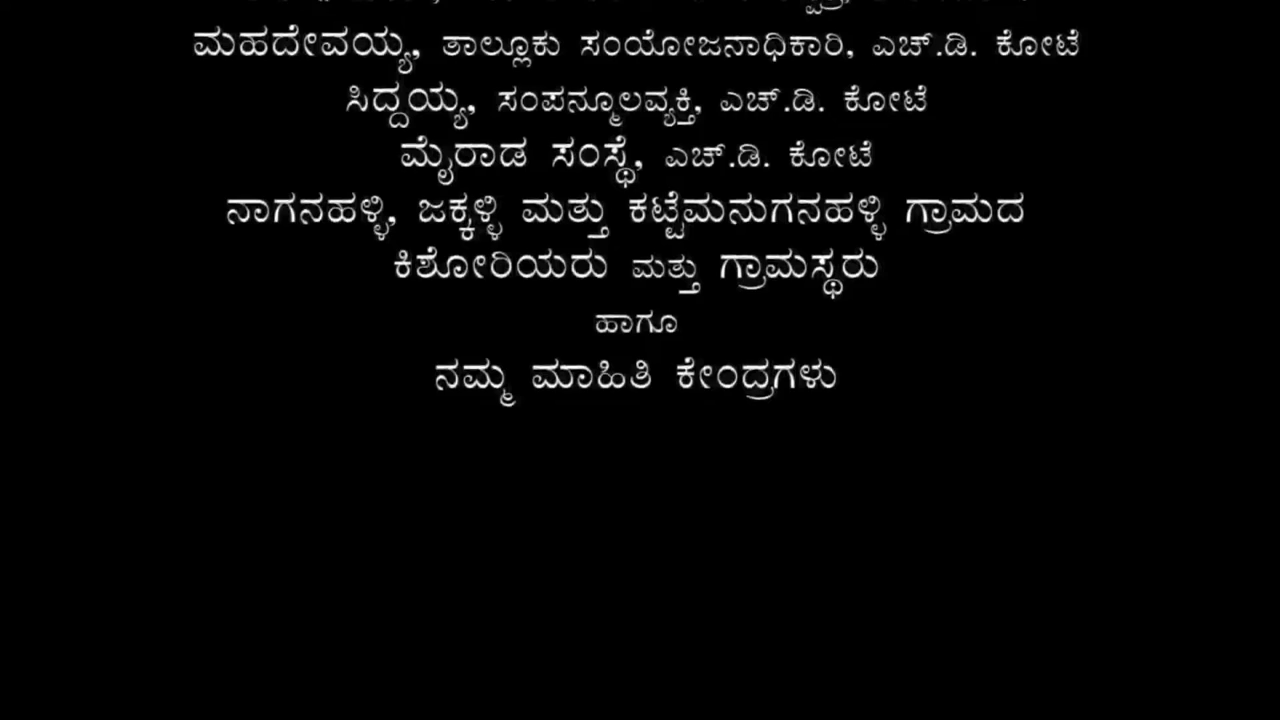 ಮಹದೇವಯ್ಯ, ತಾಲ್ಲೂಕು ಸಂಯೋಜನಾಧಿಕಾರಿ, ಎಚ್.ಡಿ. ಕೋಟೆ
ಸಿದ್ದಯ್ಯ, ಸಂಪನ್ಮೂಲವ್ಯಕ್ತಿ, ಎಚ್.ಡಿ. ಕೋಟೆ
ಮೈರಾಡ ಸಂಸ್ಥೆ, ಎಚ್.ಡಿ. ಕೋಟೆ
ನಾಗನಹಳ್ಳಿ, ಜಕ್ಕಳ್ಳಿ ಮತ್ತು ಕಟ್ಟೆಮನುಗನಹಳ್ಳಿ ಗ್ರಾಮದ
ಕಿಶೋರಿಯರು ಮತ್ತು ಗ್ರಾಮಸ್ಥರು
ಹಾಗೂ
ನಮ್ಮ ಮಾಹಿತಿ ಕೇಂದ್ರಗಳು